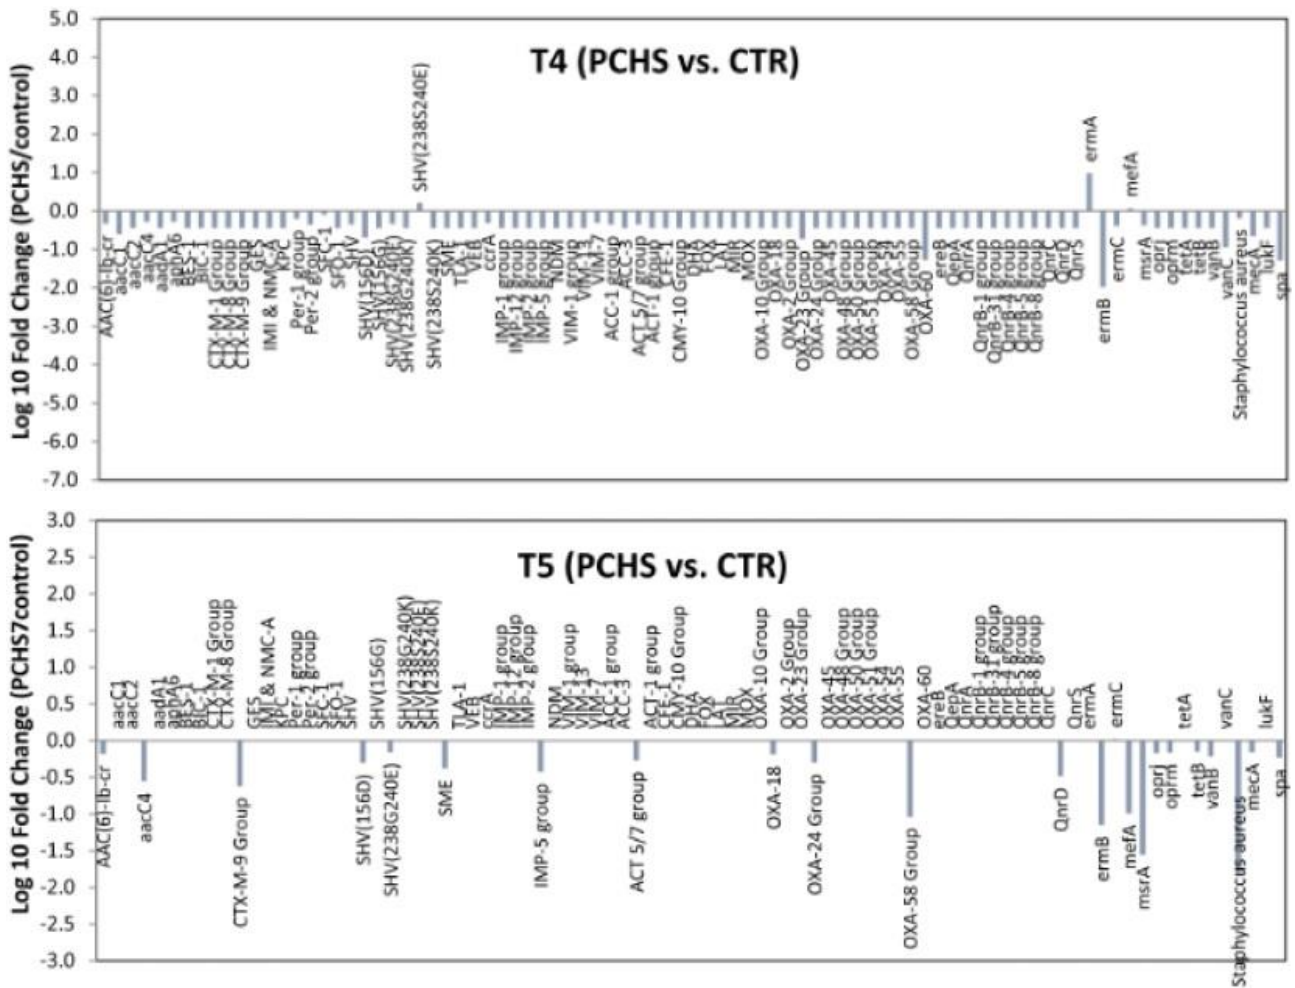 5.0
4.0
3.0
2.0
1.0
0.0
-1.0
-2.0
-3.0
-4.0
-5.0
-6.0
-7.0
Log 10 Fold Change (PCHS/control)
T4 (PCHS vs. CTR)
AAC(6)-Ib-cr
aacC1
aacC2
aacC4
aadA1
aphA6
BES-1
BIC-1
CTX-M-1 Group
CTX-M-8 Group
CTX-M-9 Group
GES
IMI & NMC-A
KPC
Per-1 group
Per-2 group
SFC-1
SFO-1
SHV
SHV(156D)
SHV(156G)
SHV(238G240E)
SHV(238G240K)
SHV(238S240E)
SHV(238S240K)
SME
TLA-1
VEB
ccrA
IMP-1 group
IMP-12 group
IMP-2 group
IMP-5 group
NDM
VIM-1 group
VIM-13
VIM-7
ACC-1 group
ACC-3
ACT 5/7 group
ACT-1 group
CFE-1
CMY-10 Group
DHA
FOX
LAT
MIR
MOX
OXA-10 Group
OXA-18
OXA-2 Group
OXA-23 Group
OXA-24 Group
OXA-45
OXA-48 Group
OXA-50 Group
OXA-51 Group
OXA-54
OXA-55
OXA-58 Group
OXA-60
ereB
QepA
QnrA
QnrB-1 group
QnrB-31 group
QnrB-4 group
QnrB-5 group
QnrB-8 group
QnrC
QnrD
QnrS
ermA
ermB
ermC
mefA
msrA
oprj
oprm
tetA
tetB
vanB
vanC
Staphylococcus aureus
mecA
lukF
spa
3.0
2.5
2.0
1.5
1.0
0.5
0.0
-0.5
-1.0
-1.5
-2.0
-2.5
-3.0
Log 10 Fold Change (PCHS7control)
T5 (PCHS vs. CTR)
AAC(6)-Ib-cr
aacC1
aacC2
aacC4
aadA1
aphA6
BES-1
BIC-1
CTX-M-1 Group
CTX-M-8 Group
CTX-M-9 Group
GES
IMI & NMC-A
KPC
Per-1 group
Per-2 group
SFC-1
SFO-1
SHV
SHV(156D)
SHV(156G)
SHV(238G240E)
SHV(238G240K)
SHV(238S240E)
SHV(238S240K)
SME
TLA-1
VEB
ccrA
IMP-1 group
IMP-12 group
IMP-2 group
IMP-5 group
NDM
VIM-1 group
VIM-13
VIM-7
ACC-1 group
ACC-3
ACT 5/7 group
ACT-1 group
CFE-1
CMY-10 Group
DHA
FOX
LAT
MIR
MOX
OXA-10 Group
OXA-18
OXA-2 Group
OXA-23 Group
OXA-24 Group
OXA-45
OXA-48 Group
OXA-50 Group
OXA-51 Group
OXA-54
OXA-55
OXA-58 Group
OXA-60
ereB
QepA
QnrA
QnrB-1 group
QnrB-31 group
QnrB-4 group
QnrB-5 group
QnrB-8 group
QnrC
QnrD
QnrS
ermA
ermB
ermC
mefA
msrA
oprj
oprm
tetA
tetB
vanB
vanC
Staphylococcus aureus
mecA
lukF
spa